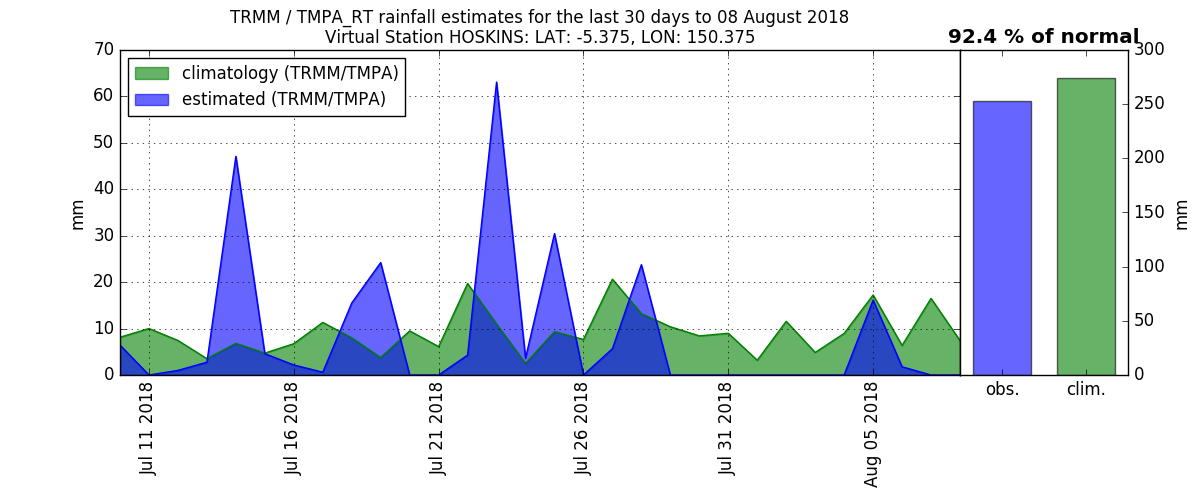 TRMM / TMPA_RT rainfall estimates for the last 30 days to 08 August 2018
Virtual Station HOSKINS: LAT: -5.375, LON: 150.375
92.4 % of normal
climatology (TRMM/TMPA)
estimated (TRMM/TMPA)
70
60
50
40
30
20
10
0
mm
Jul 11 2018
Jul 16 2018
Jul 21 2018
Jul 26 2018
Jul 31 2018
Aug 05 2018
obs.
clim.
300
250
200
150
100
50
0
mm